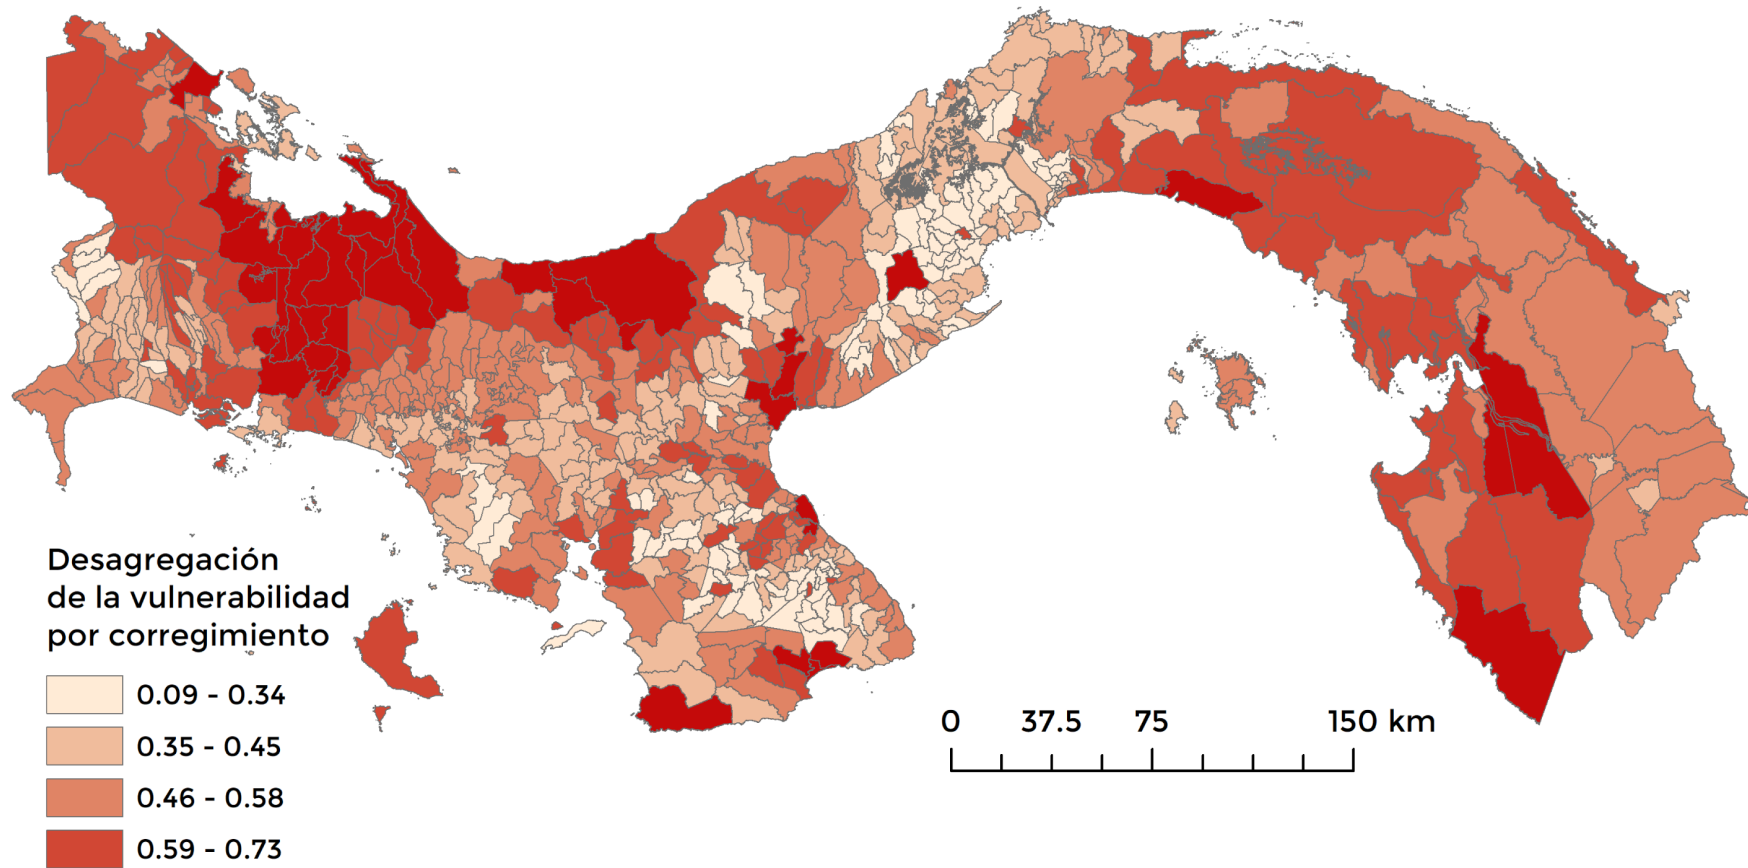 Desagregación
de la vulnerabilidad
por corregimiento
0.09 - 0.34
0.35 - 0.45
0.46 - 0.58
0.59 - 0.73
0 37.5 75 150 km